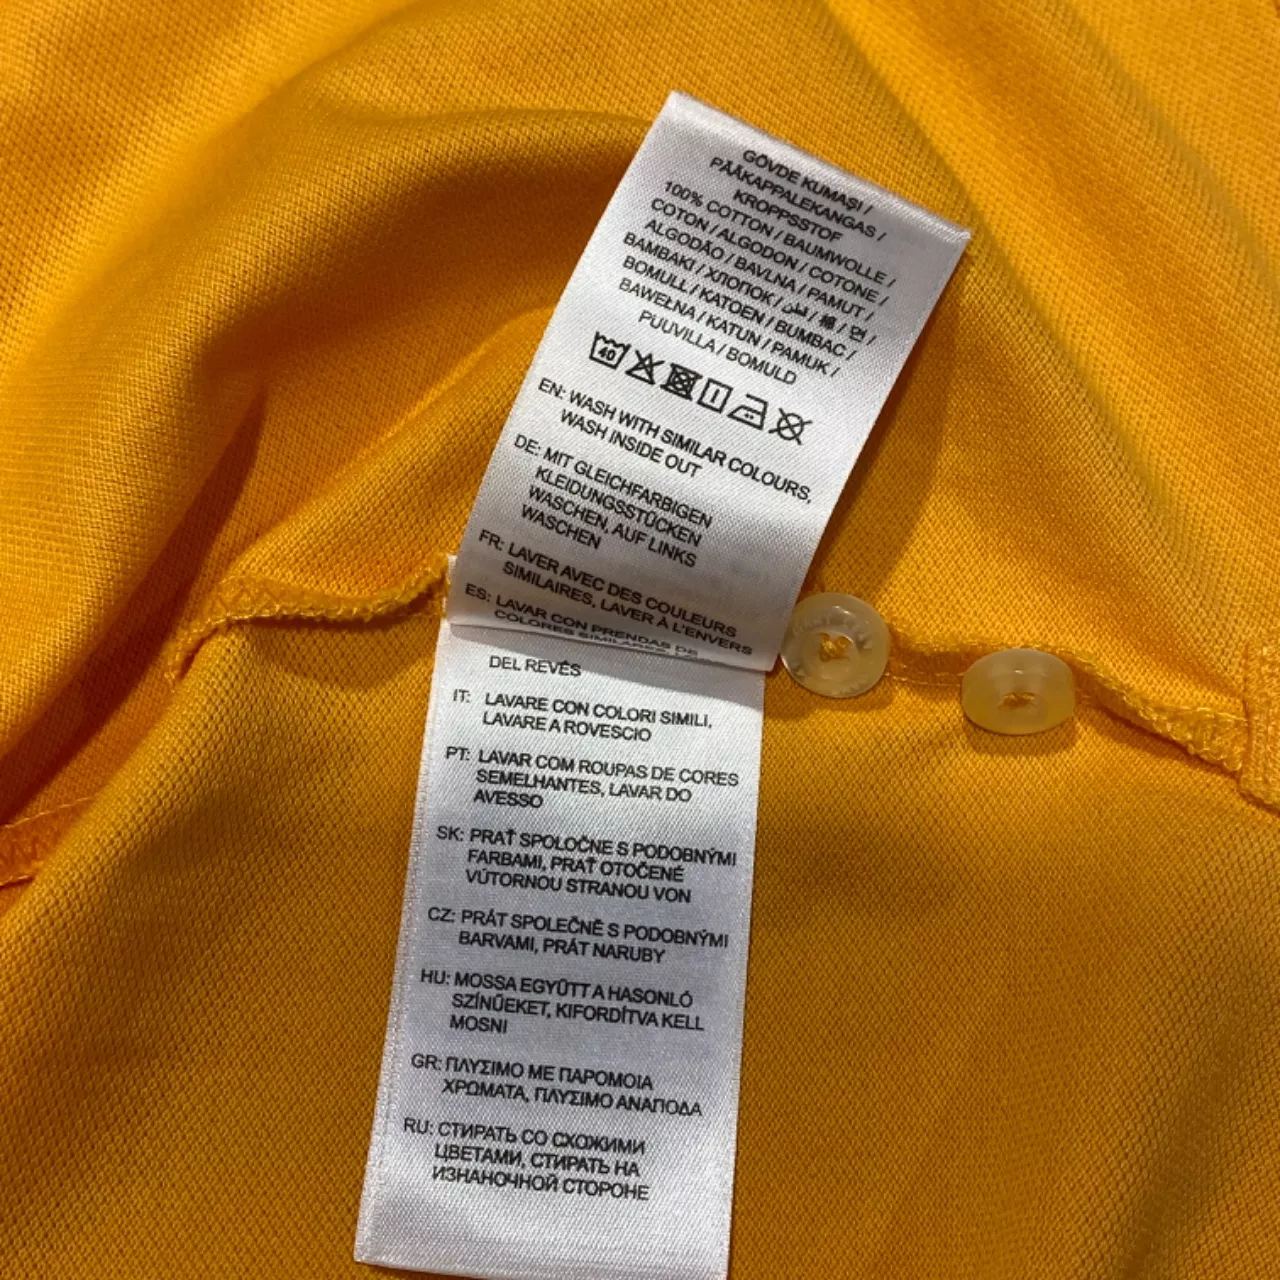 GÖVDE KUMASI /
PÄÄKAPPALEKANGAS /
KROPPSSTOF
100% COTTON / BAUMWOLLE /
COTON / ALGODON / COTONE /
ALGODÃO / BAVLNA / PAMUT /
BAMBAKI / ХЛОПОК / قطن / 棉 / 면 /
BOMULL / KATOEN / BUMBAC /
BAWEŁNA / KATUN / PAMUK /
PUUVILLA / BOMULD
40
EN: WASH WITH SIMILAR COLOURS,
WASH INSIDE OUT
DE: MIT GLEICHFARBIGEN
KLEIDUNGSSTÜCKEN
WASCHEN, AUF LINKS
WASCHEN
FR: LAVER AVEC DES COULEURS
SIMILAIRES, LAVER À L'ENVERS
ES: LAVAR CON PRENDAS DE
COLORES SIMILARES,
DEL REVÉS
IT: LAVARE CON COLORI SIMILI,
LAVARE A ROVESCIO
PT: LAVAR COM ROUPAS DE CORES
SEMELHANTES, LAVAR DO
AVESSO
SK: PRAŤ SPOLOČNE S PODOBNÝMI
FARBAMI, PRAŤ OTOČENÉ
VÚTORNOU STRANOU VON
CZ: PRÁT SPOLEČNĚ S PODOBNÝMI
BARVAMI, PRÁT NARUBY
HU: MOSSA EGYÜTT A HASONLÓ
SZÍNŰEKET, KIFORDÍTVA KELL
MOSNI
GR: ΠΛΥΣΙΜΟ ΜΕ ΠΑΡΟΜΟΙΑ
ΧΡΩΜΑΤΑ, ΠΛΥΣΙΜΟ ΑΝΑΠΟΔΑ
RU: СТИРАТЬ СО СХОЖИМИ
ЦВЕТАМИ, СТИРАТЬ НА
ИЗНАНОЧНОЙ СТОРОНЕ